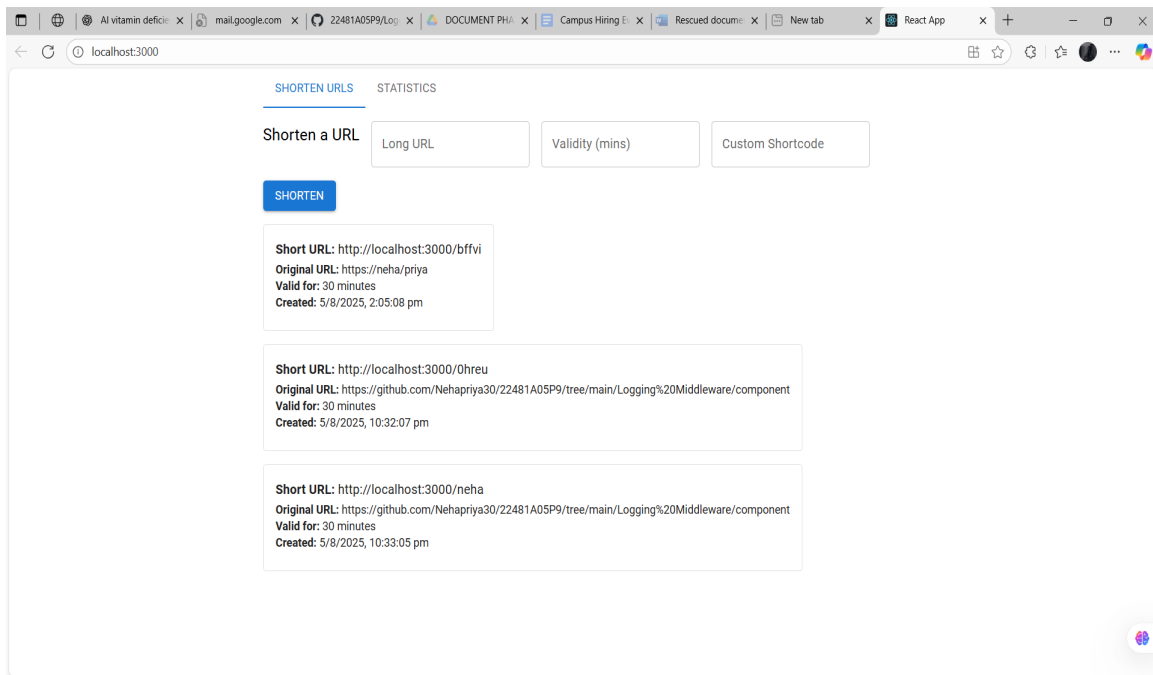 AI vitamin deficie
mail.google.com
22481A05P9/Log
DOCUMENT PHA
Campus Hiring Ev
Rescued docume
New tab
React App
localhost:3000
SHORTEN URLS
STATISTICS
Shorten a URL
Long URL
Validity (mins)
Custom Shortcode
SHORTEN
Short URL: http://localhost:3000/bffvi
Original URL: https://neha/priya
Valid for: 30 minutes
Created: 5/8/2025, 2:05:08 pm
Short URL: http://localhost:3000/0hreu
Original URL: https://github.com/Nehapriya30/22481A05P9/tree/main/Logging%20Middleware/component
Valid for: 30 minutes
Created: 5/8/2025, 10:32:07 pm
Short URL: http://localhost:3000/neha
Original URL: https://github.com/Nehapriya30/22481A05P9/tree/main/Logging%20Middleware/component
Valid for: 30 minutes
Created: 5/8/2025, 10:33:05 pm